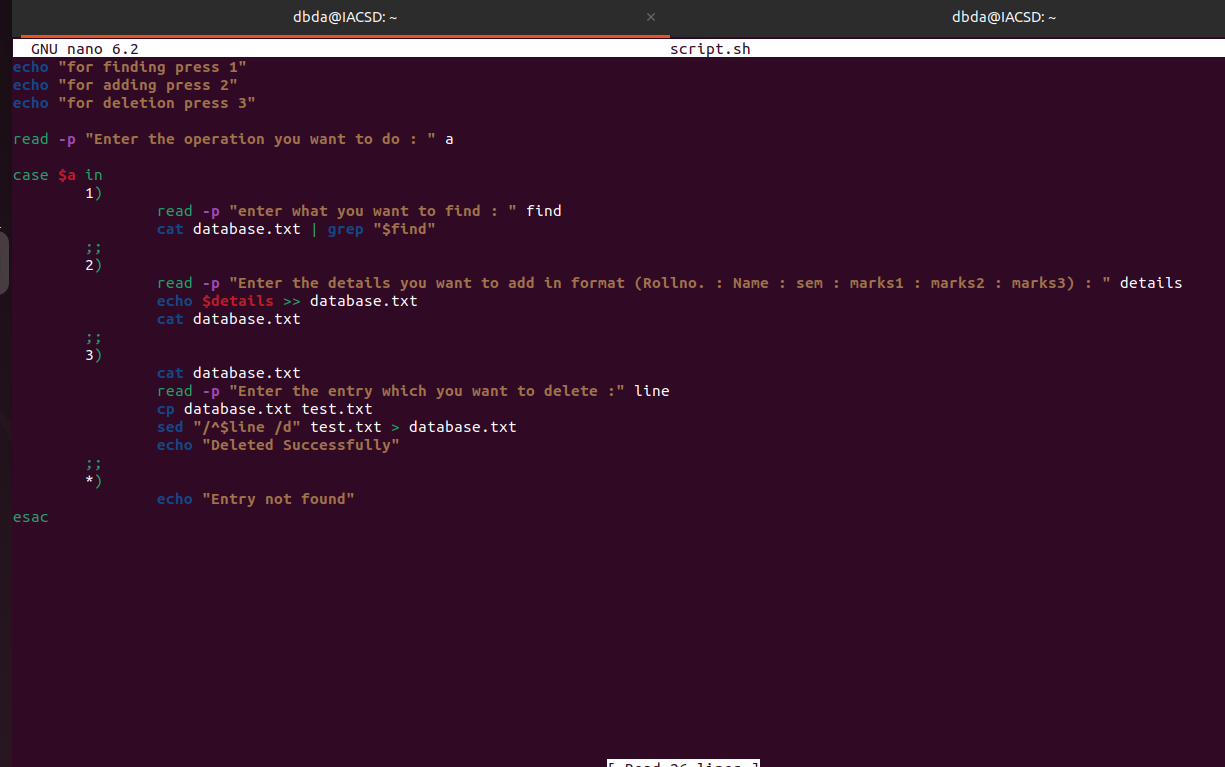 dbda@IACSD: ~ × dbda@IACSD: ~
GNU nano 6.2 script.sh
echo "for finding press 1"
echo "for adding press 2"
echo "for deletion press 3"

read -p "Enter the operation you want to do : " a

case $a in
        1)
                read -p "enter what you want to find : " find
                cat database.txt | grep "$find"
        ;;
        2)
                read -p "Enter the details you want to add in format (Rollno. : Name : sem : marks1 : marks2 : marks3) : " details
                echo $details >> database.txt
                cat database.txt
        ;;
        3)
                cat database.txt
                read -p "Enter the entry which you want to delete :" line
                cp database.txt test.txt
                sed "/^$line /d" test.txt > database.txt
                echo "Deleted Successfully"
        ;;
        *)
                echo "Entry not found"
esac
[ Read 26 lines ]